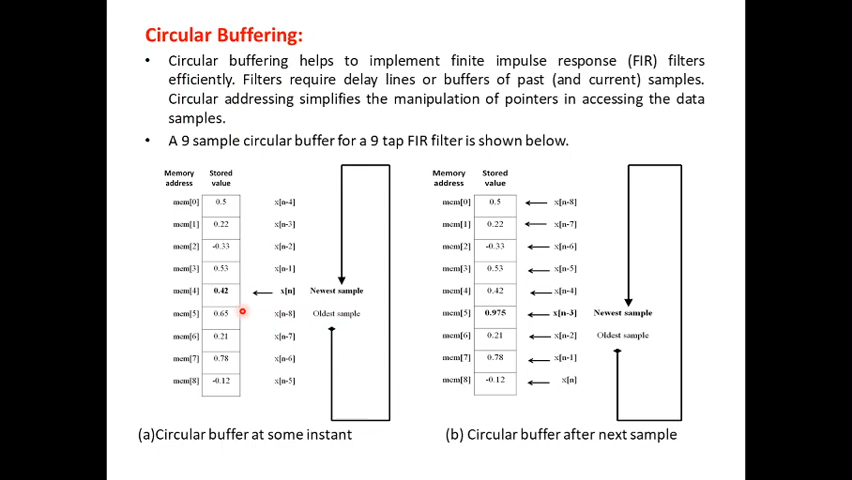 Circular Buffering:
• Circular buffering helps to implement finite impulse response (FIR) filters
efficiently. Filters require delay lines or buffers of past (and current) samples.
Circular addressing simplifies the manipulation of pointers in accessing the data
samples.
• A 9 sample circular buffer for a 9 tap FIR filter is shown below.
Memory address Stored value
mem[0] 0.5 x[n-4]
mem[1] 0.22 x[n-3]
mem[2] -0.33 x[n-2]
mem[3] 0.53 x[n-1]
mem[4] 0.42 x[n] Newest sample
mem[5] 0.65 x[n-8] Oldest sample
mem[6] 0.21 x[n-7]
mem[7] 0.78 x[n-6]
mem[8] -0.12 x[n-5]
(a)Circular buffer at some instant
Memory address Stored value
mem[0] 0.5 x[n-8]
mem[1] 0.22 x[n-7]
mem[2] -0.33 x[n-6]
mem[3] 0.53 x[n-5]
mem[4] 0.42 x[n-4]
mem[5] 0.975 x[n-3] Newest sample
mem[6] 0.21 x[n-2] Oldest sample
mem[7] 0.78 x[n-1]
mem[8] -0.12 x[n]
(b) Circular buffer after next sample